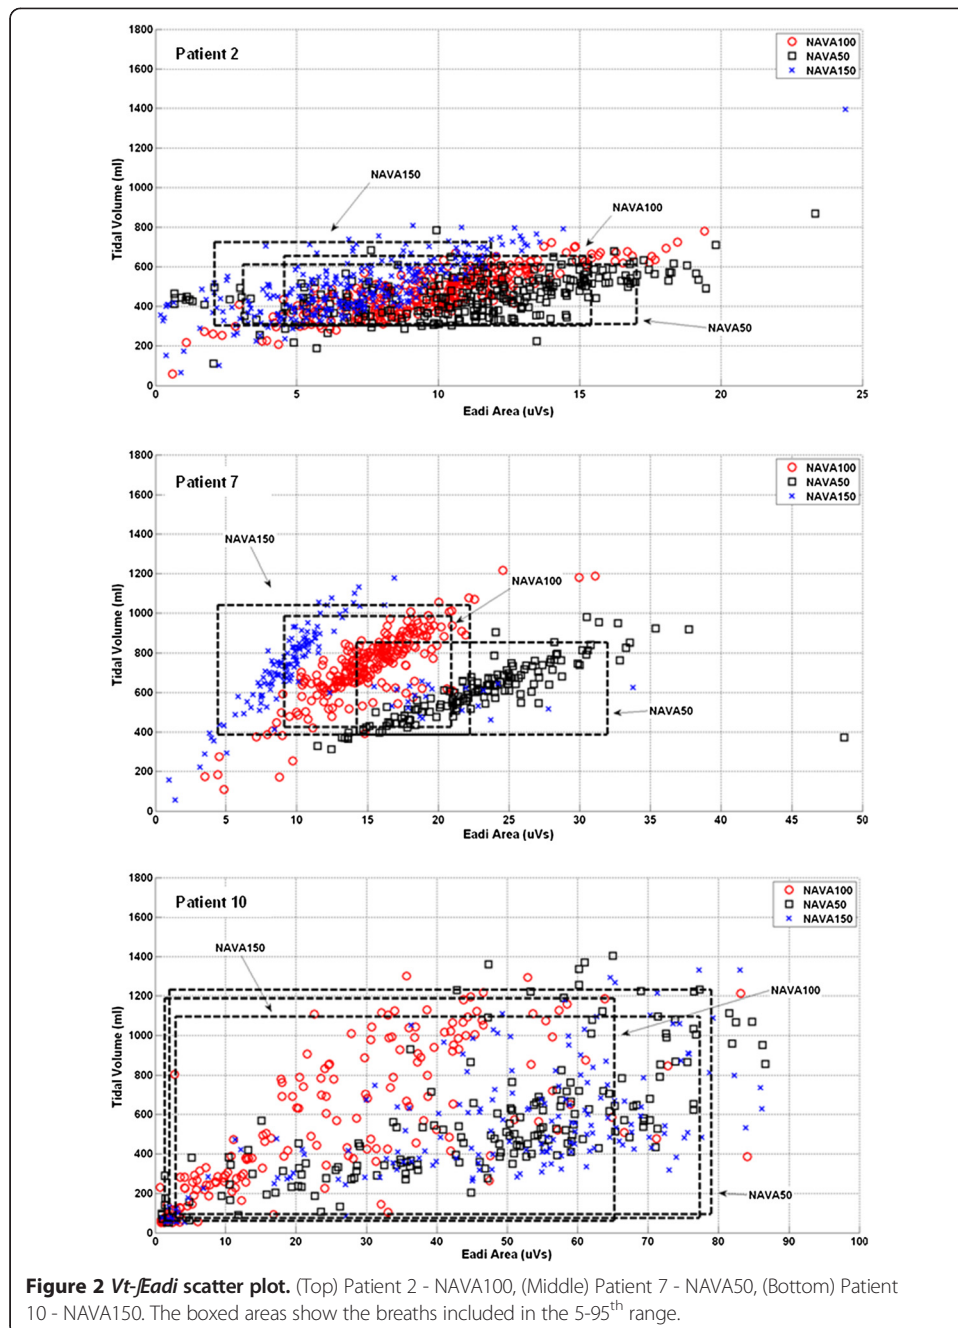 Patient 2
NAVA100
NAVA50
NAVA150
NAVA150
NAVA100
NAVA50
Tidal Volume (ml)
1800
1600
1400
1200
1000
800
600
400
200
0
0 5 10 15 20 25
Eadi Area (uVs)
Patient 7
NAVA100
NAVA50
NAVA150
NAVA150
NAVA100
NAVA50
Tidal Volume (ml)
1800
1600
1400
1200
1000
800
600
400
200
0
0 5 10 15 20 25 30 35 40 45 50
Eadi Area (uVs)
Patient 10
NAVA100
NAVA50
NAVA150
NAVA150
NAVA100
NAVA50
Tidal Volume (ml)
1800
1600
1400
1200
1000
800
600
400
200
0
0 10 20 30 40 50 60 70 80 90 100
Eadi Area (uVs)
Figure 2 Vt-∫Eadi scatter plot. (Top) Patient 2 - NAVA100, (Middle) Patient 7 - NAVA50, (Bottom) Patient
10 - NAVA150. The boxed areas show the breaths included in the 5-95th range.